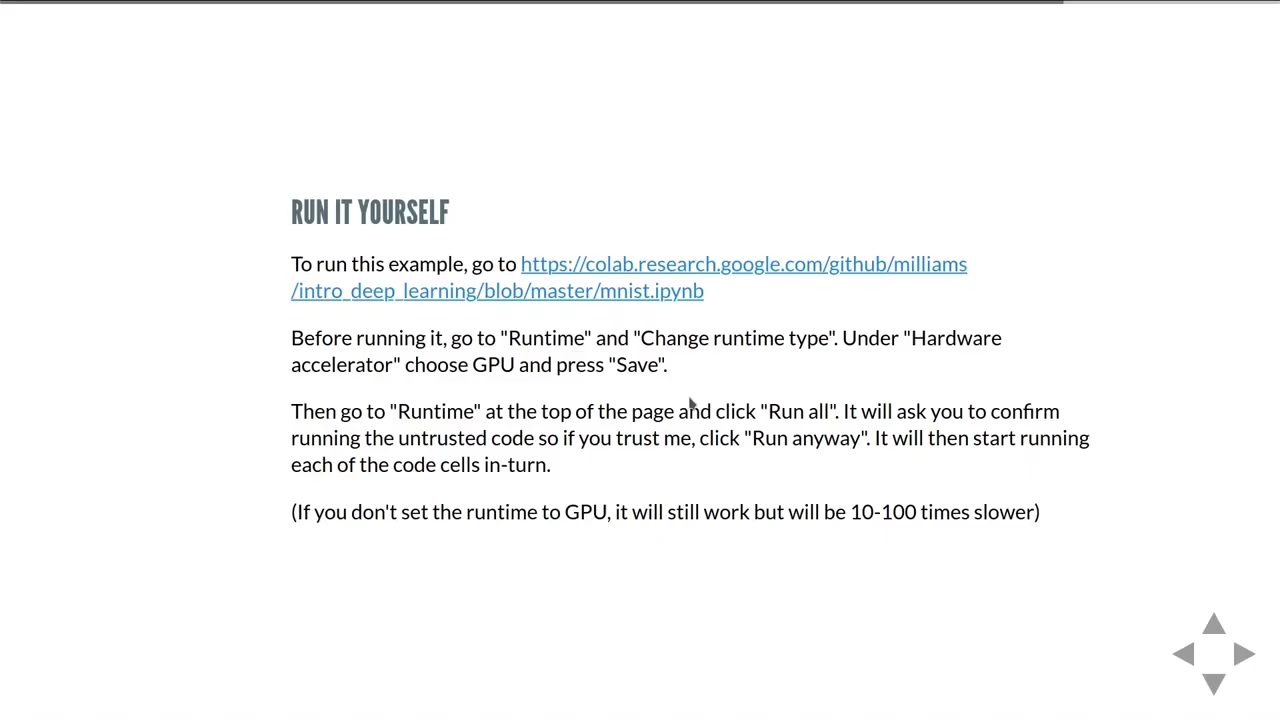 RUN IT YOURSELF
To run this example, go to https://colab.research.google.com/github/milliams
/intro_deep_learning/blob/master/mnist.ipynb
Before running it, go to "Runtime" and "Change runtime type". Under "Hardware
accelerator" choose GPU and press "Save".
Then go to "Runtime" at the top of the page and click "Run all". It will ask you to confirm
running the untrusted code so if you trust me, click "Run anyway". It will then start running
each of the code cells in-turn.
(If you don't set the runtime to GPU, it will still work but will be 10-100 times slower)